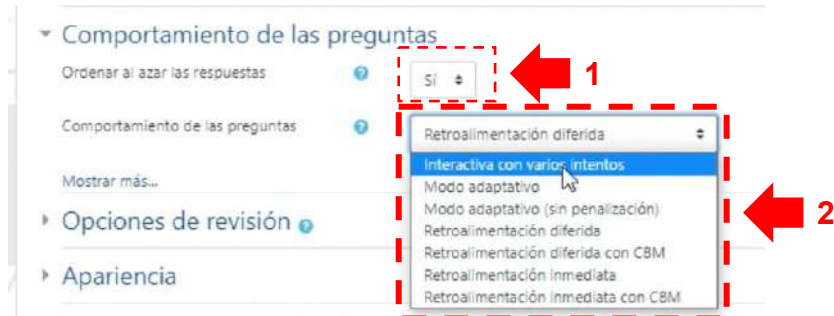 Comportamiento de las preguntas
Ordenar al azar las respuestas
Sí
1
Comportamiento de las preguntas
Retroalimentación diferida
Interactiva con varios intentos
Modo adaptativo
Modo adaptativo (sin penalización)
Retroalimentación diferida
Retroalimentación diferida con CBM
Retroalimentación inmediata
Retroalimentación inmediata con CBM
2
Mostrar más...
Opciones de revisión
Apariencia